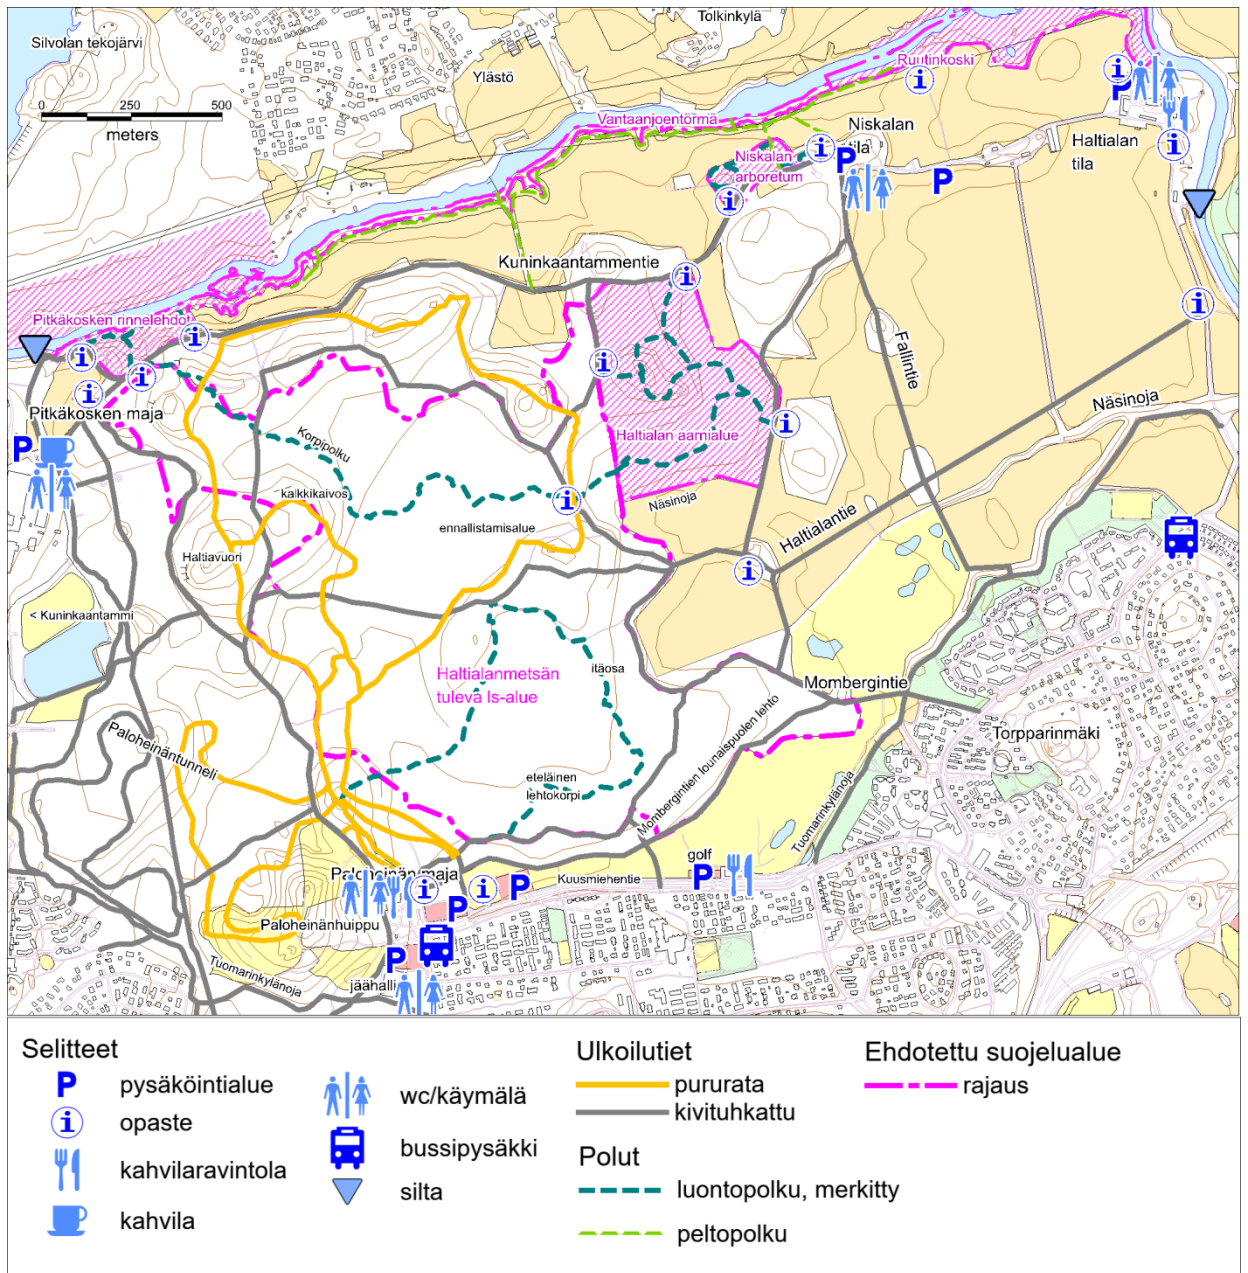 Tolkinkylä
Silvolan tekojärvi
Ylästö
Ruutinkoski
0 250 500
meters
Vantaanjoentörmä
Niskalan
tila
Haltialan
tila
Niskalan
arboretum
Kuninkaantammentie
Pitkäkosken rinnelehdot
Fallintie
Näsinoja
Pitkäkosken maja
Korpipolku
Haltialan aarnialue
kalkkikaivos
Näsinoja
ennallistamisalue
Haltialantie
Haltiavuori
< Kuninkaantammi
Haltialanmetsän
tuleva ls-alue
itäosa
Mombergintie
Torpparinmäki
Paloheinäntunneli
eteläinen
lehtokorpi
Mombergintien lounaispuolen lehto
Tuomarinkylänoja
golf
Paloheinän maja
Kuusmiehentie
Paloheinänhuippu
Tuomarinkylänoja
jäähalli
Selitteet
P pysäköintialue
i opaste
kahvilaravintola
kahvila
wc/käymälä
bussipysäkki
silta
Ulkoilutiet
pururata
kivituhkattu
Polut
luontopolku, merkitty
peltopolku
Ehdotettu suojelualue
rajaus